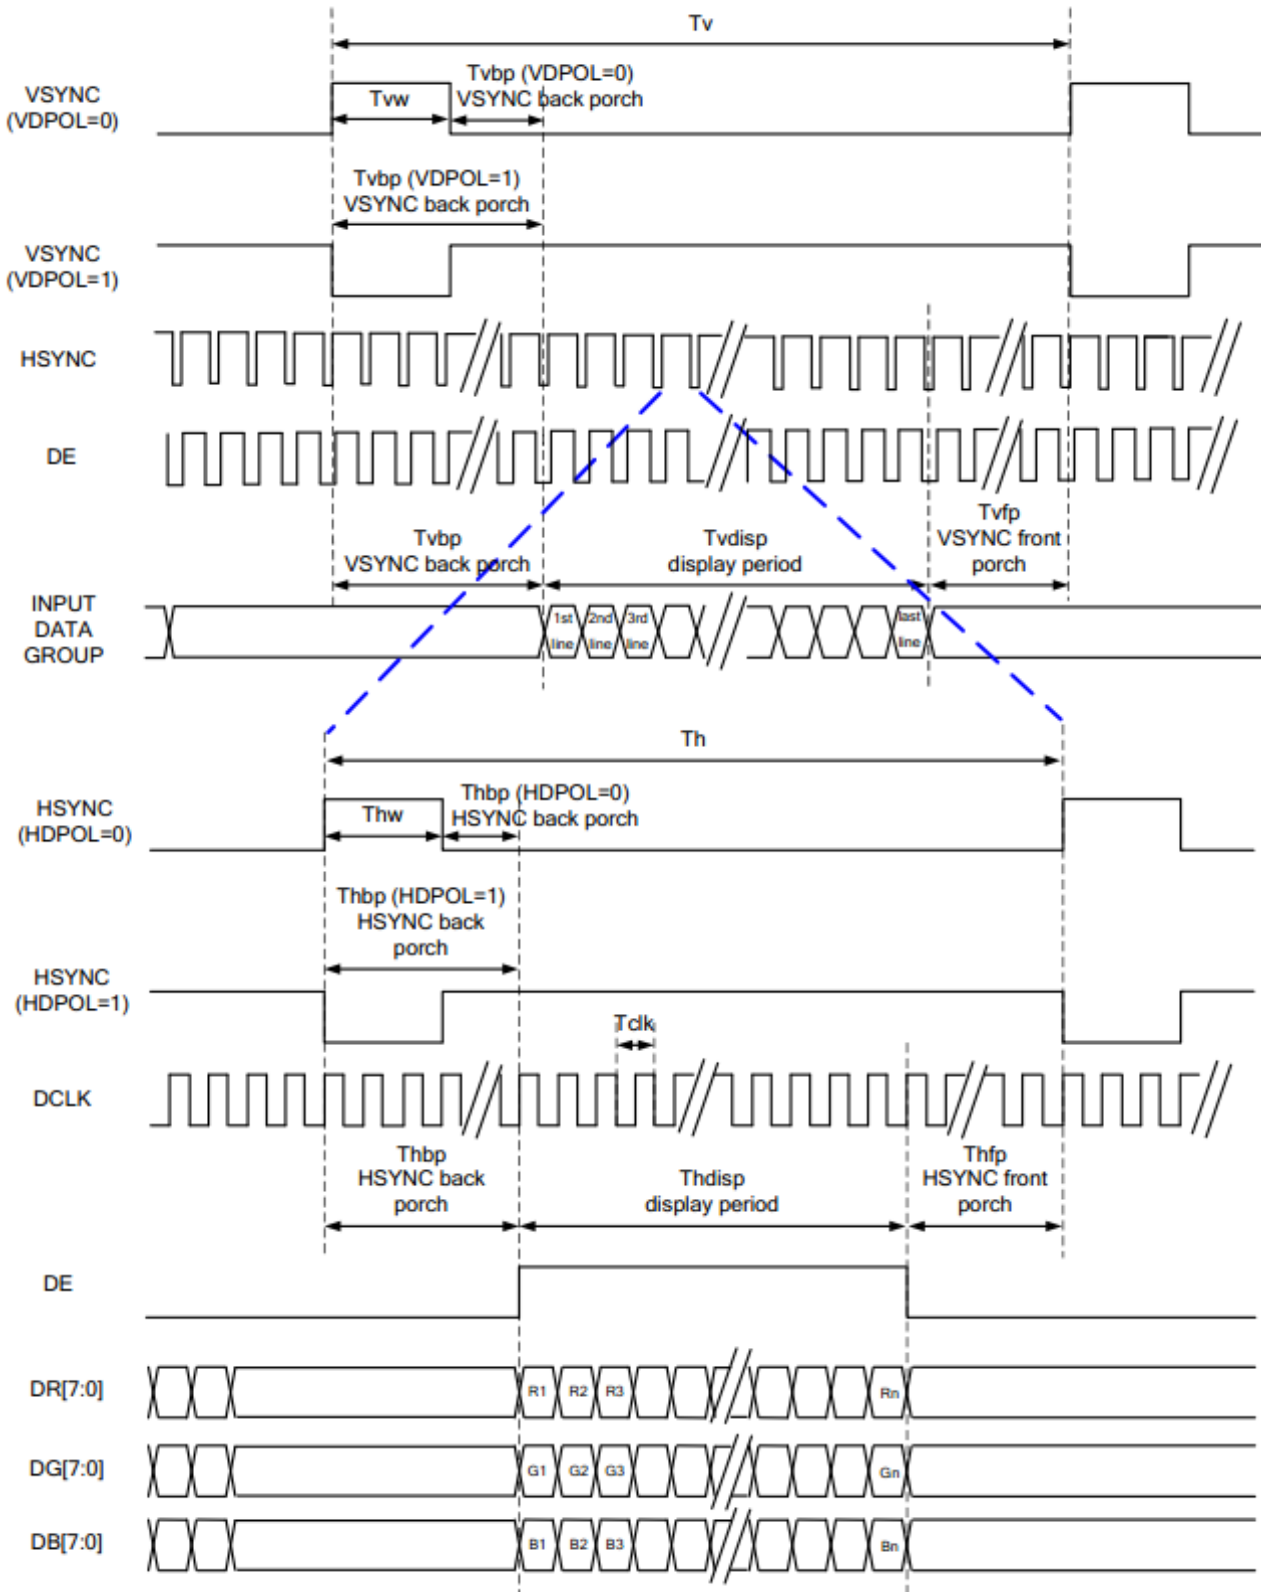 Tv
VSYNC
(VDPOL=0)
Tvw
Tvbp (VDPOL=0)
VSYNC back porch
Tvbp (VDPOL=1)
VSYNC back porch
VSYNC
(VDPOL=1)
HSYNC
DE
Tvbp
VSYNC back porch
Tvdisp
display period
Tvfp
VSYNC front
porch
INPUT
DATA
GROUP
1st
line
2nd
line
3rd
line
last
line
Th
HSYNC
(HDPOL=0)
Thw
Thbp (HDPOL=0)
HSYNC back porch
Thbp (HDPOL=1)
HSYNC back
porch
HSYNC
(HDPOL=1)
Tclk
DCLK
Thbp
HSYNC back
porch
Thdisp
display period
Thfp
HSYNC front
porch
DE
DR[7:0]
R1 R2 R3 Rn
DG[7:0]
G1 G2 G3 Gn
DB[7:0]
B1 B2 B3 Bn